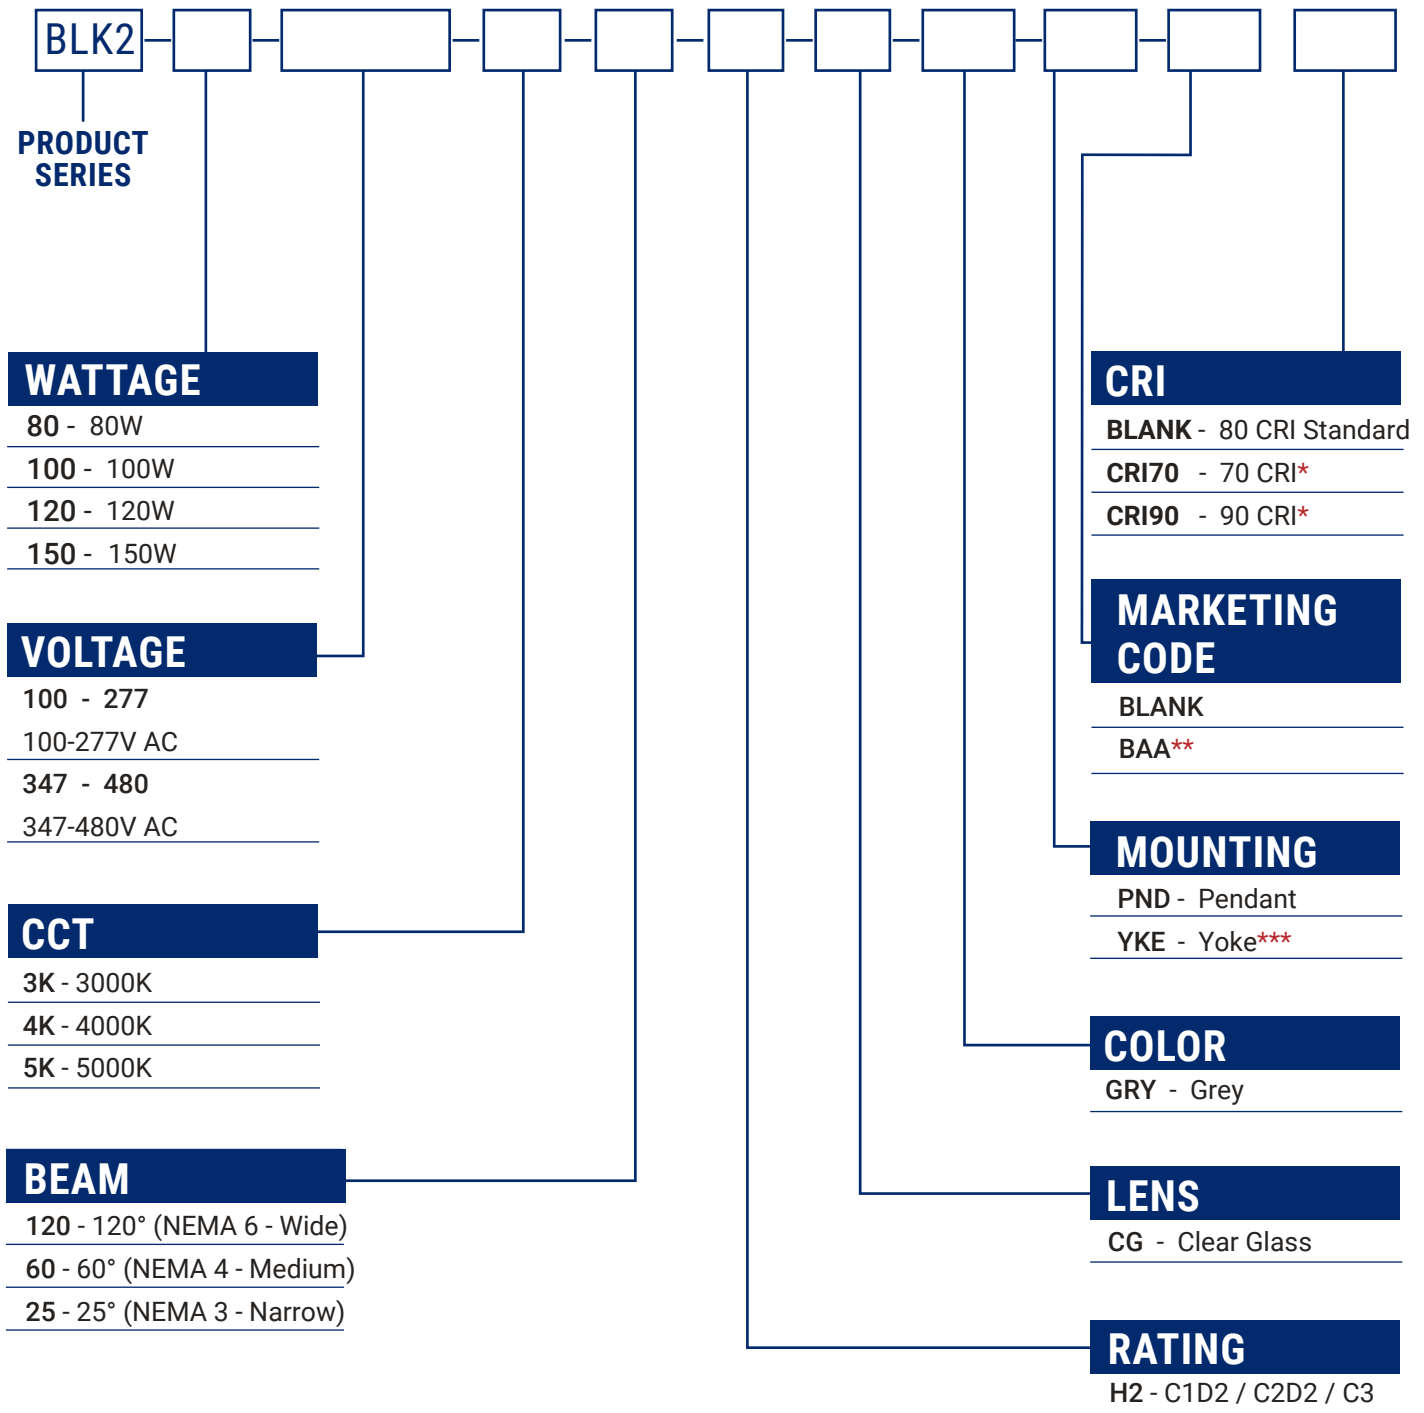 BLK2
PRODUCT
SERIES
WATTAGE
80 - 80W
100 - 100W
120 - 120W
150 - 150W
VOLTAGE
100 - 277
100-277V AC
347 - 480
347-480V AC
CCT
3K - 3000K
4K - 4000K
5K - 5000K
BEAM
120 - 120° (NEMA 6 - Wide)
60 - 60° (NEMA 4 - Medium)
25 - 25° (NEMA 3 - Narrow)
CRI
BLANK - 80 CRI Standard
CRI70 - 70 CRI*
CRI90 - 90 CRI*
MARKETING
CODE
BLANK
BAA**
MOUNTING
PND - Pendant
YKE - Yoke***
COLOR
GRY - Grey
LENS
CG - Clear Glass
RATING
H2 - C1D2 / C2D2 / C3